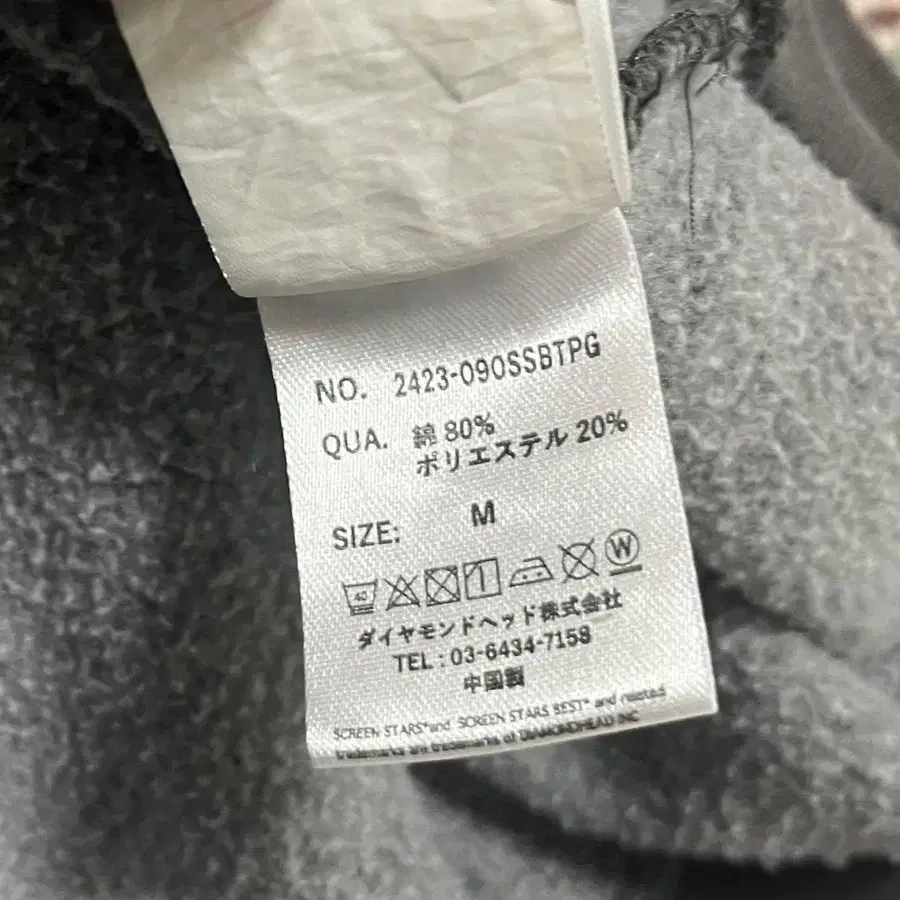 NO. 2423-090SSBTPG
QUA. 綿 80%
ポリエステル 20%
SIZE: M
40 W
ダイヤモンドヘッド株式会社
TEL : 03-6434-7158
中国製
SCREEN STARS* and SCREEN STARS BEST* and related
trademarks are trademarks of DIAMONDHEAD INC